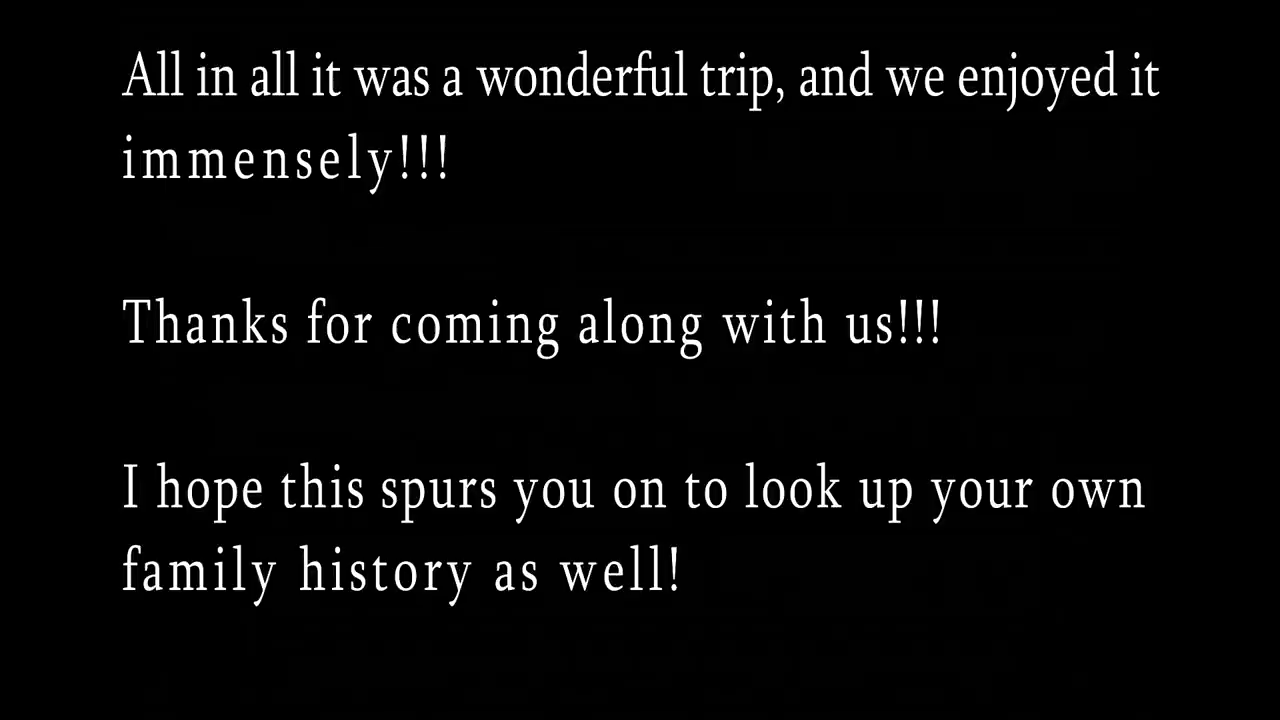 All in all it was a wonderful trip, and we enjoyed it
immensely!!!
Thanks for coming along with us!!!
I hope this spurs you on to look up your own
family history as well!